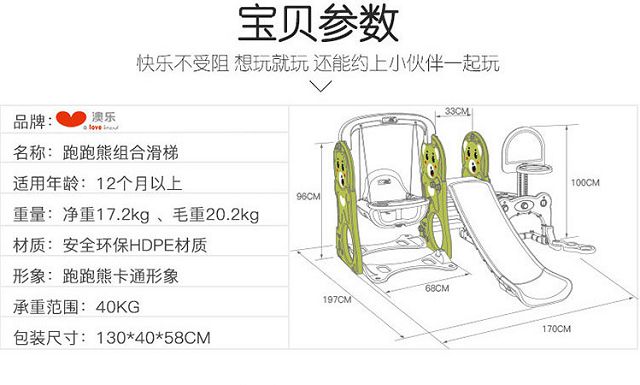 宝贝参数
快乐不受阻 想玩就玩 还能约上小伙伴一起玩
品牌: 澳乐
a love friend
名称: 跑跑熊组合滑梯
适用年龄: 12个月以上
重量: 净重17.2kg 、毛重20.2kg
材质: 安全环保HDPE材质
形象: 跑跑熊卡通形象
承重范围: 40KG
包装尺寸: 130*40*58CM
33CM
96CM
100CM
68CM
197CM
170CM